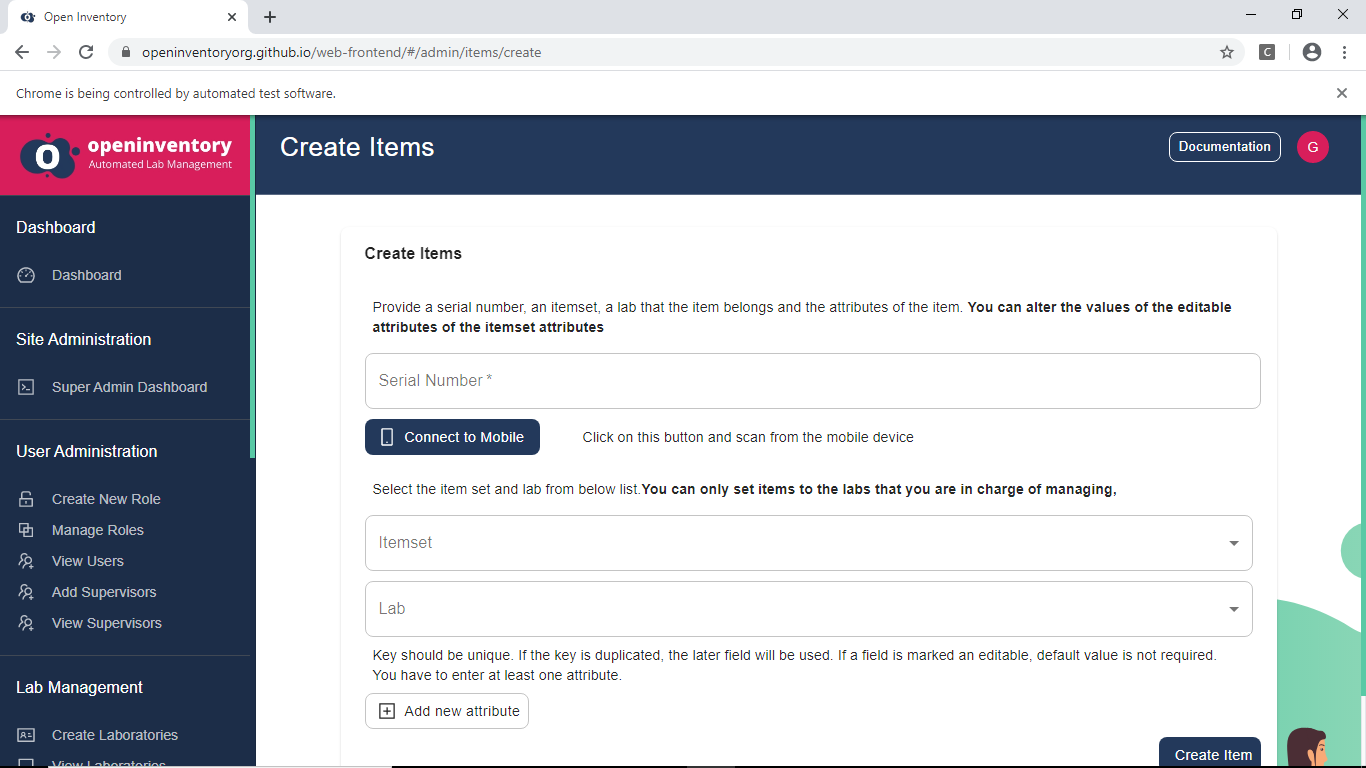 Open Inventory
openinventoryorg.github.io/web-frontend/#/admin/items/create
C
Chrome is being controlled by automated test software.
openinventory
Automated Lab Management
Create Items
Documentation
G
Dashboard
Dashboard
Site Administration
Super Admin Dashboard
User Administration
Create New Role
Manage Roles
View Users
Add Supervisors
View Supervisors
Lab Management
Create Laboratories
View Laboratories
Create Items
Provide a serial number, an itemset, a lab that the item belongs and the attributes of the item. You can alter the values of the editable
attributes of the itemset attributes
Serial Number *
Connect to Mobile
Click on this button and scan from the mobile device
Select the item set and lab from below list.You can only set items to the labs that you are in charge of managing,
Itemset
Lab
Key should be unique. If the key is duplicated, the later field will be used. If a field is marked an editable, default value is not required.
You have to enter at least one attribute.
Add new attribute
Create Item